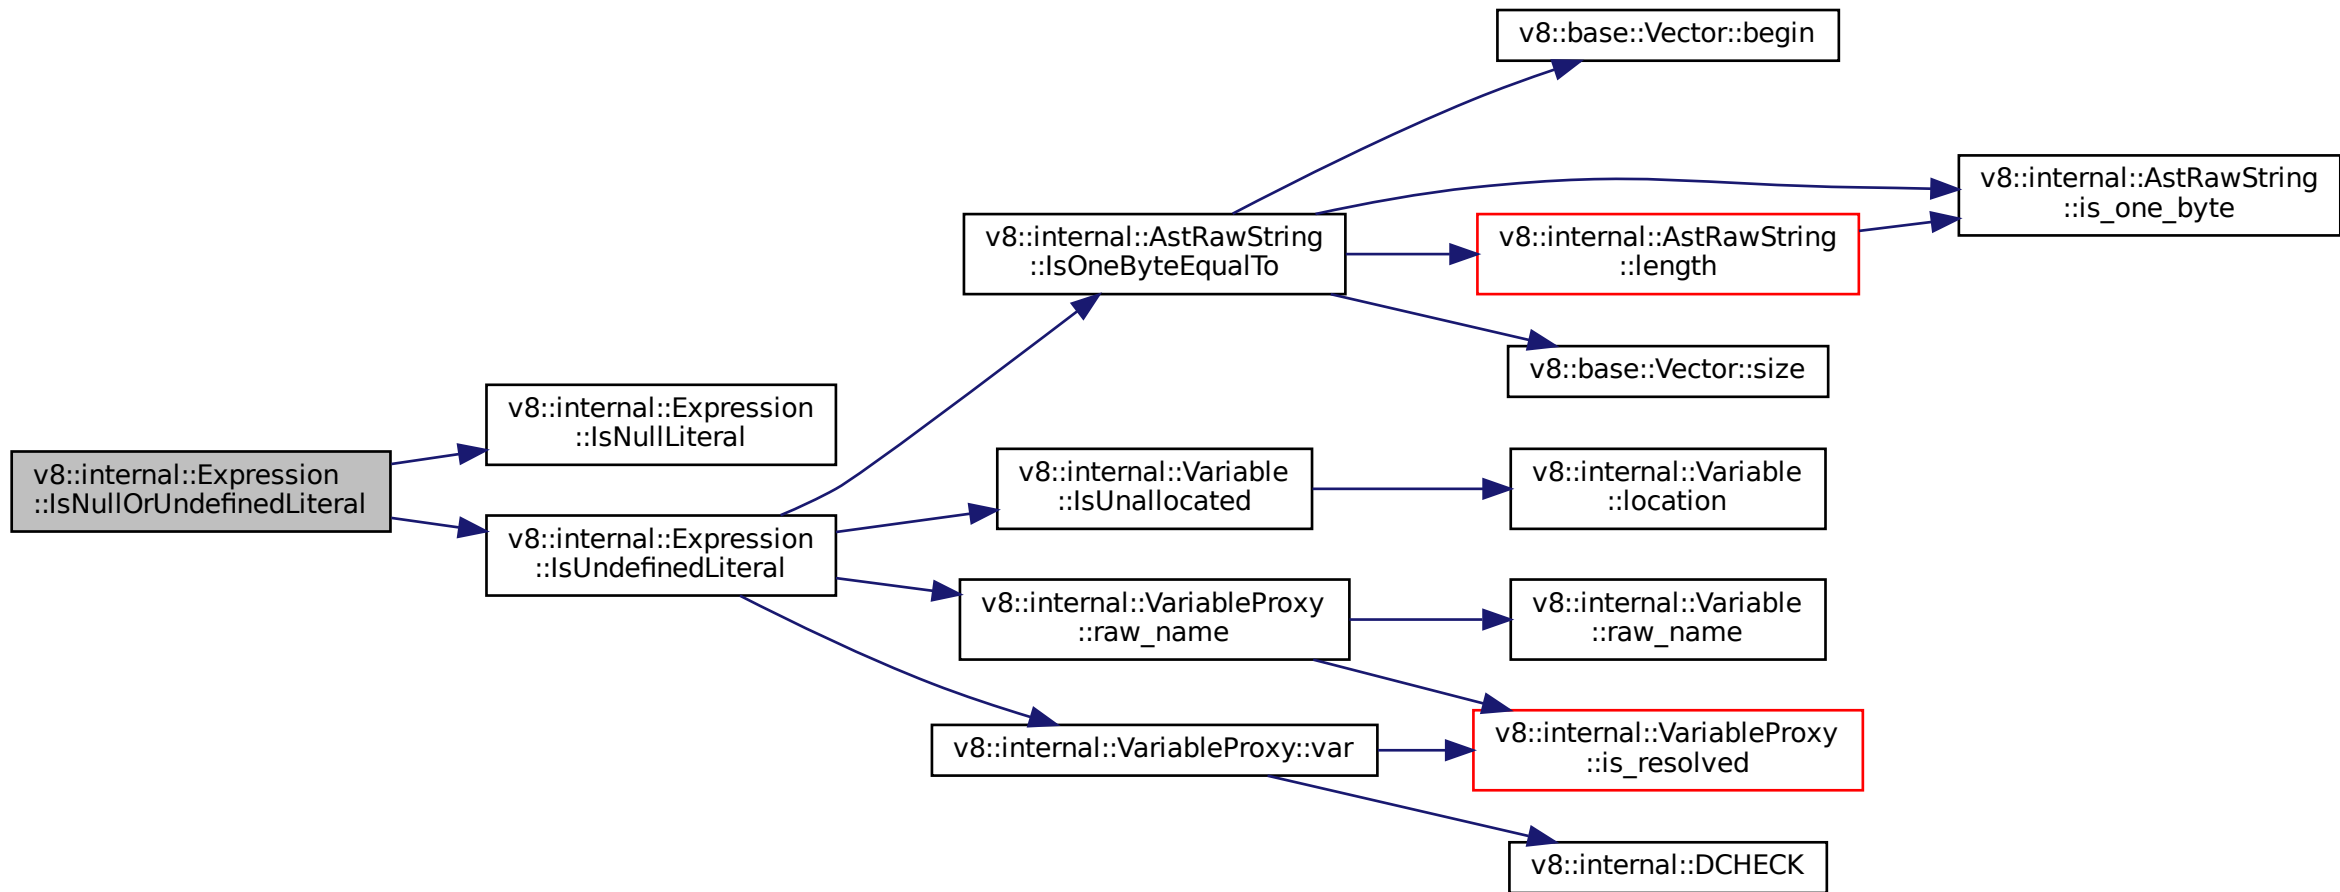 v8::internal::Expression
::IsNullOrUndefinedLiteral
v8::internal::Expression
::IsNullLiteral
v8::internal::Expression
::IsUndefinedLiteral
v8::internal::AstRawString
::IsOneByteEqualTo
v8::internal::Variable
::IsUnallocated
v8::internal::VariableProxy
::raw_name
v8::internal::VariableProxy::var
v8::base::Vector::begin
v8::internal::AstRawString
::length
v8::base::Vector::size
v8::internal::Variable
::location
v8::internal::Variable
::raw_name
v8::internal::VariableProxy
::is_resolved
v8::internal::DCHECK
v8::internal::AstRawString
::is_one_byte